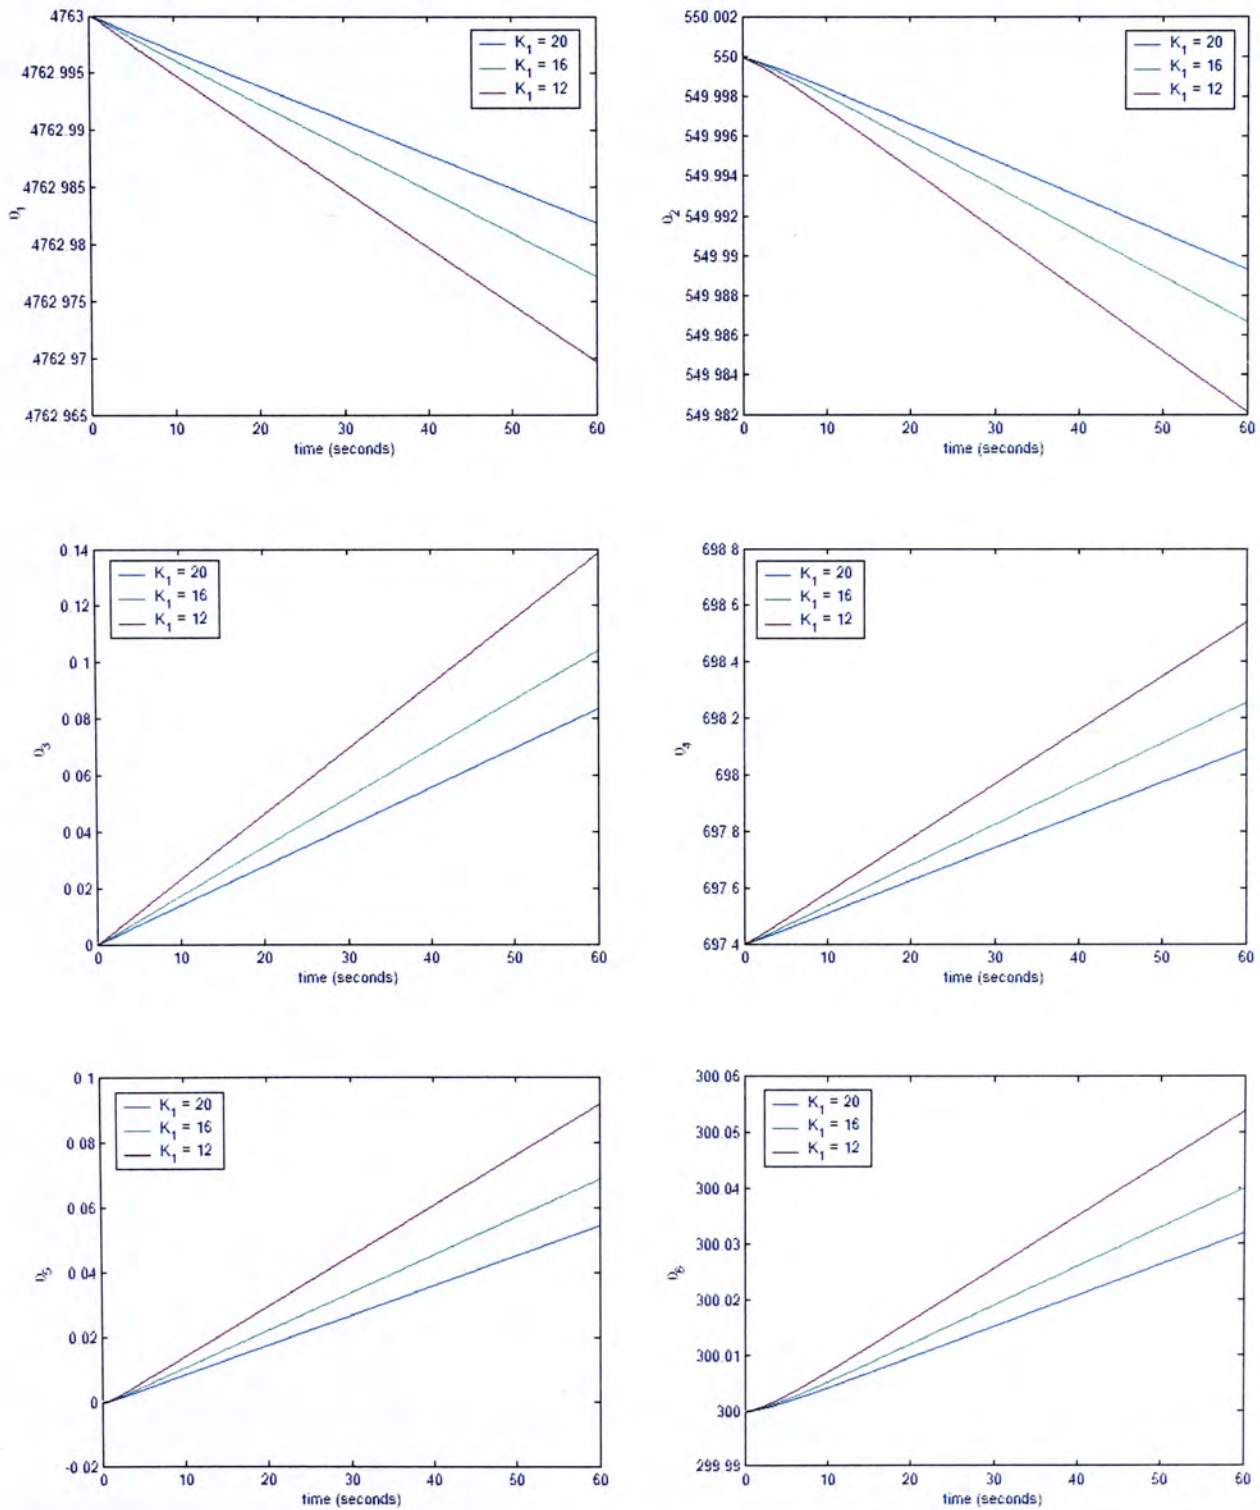 4763
4762 995
4762.99
4762 985
4762 98
4762 975
4762 97
4762 965
0 10 20 30 40 50 60
time (seconds)
υ1
K1 = 20
K1 = 16
K1 = 12
550.002
550
549.998
549.996
549.994
549.992
549.99
549 988
549.986
549 984
549 982
0 10 20 30 40 50 60
time (seconds)
υ2
K1 = 20
K1 = 16
K1 = 12
0.14
0.12
0 1
0 08
0 06
0 04
0 02
0
0 10 20 30 40 50 60
time (seconds)
υ3
K1 = 20
K1 = 16
K1 = 12
698 8
698 6
698 4
698.2
698
697.8
697 6
697 4
0 10 20 30 40 50 60
time (seconds)
υ4
K1 = 20
K1 = 16
K1 = 12
0 1
0 08
0.06
0 04
0 02
0
-0 02
0 10 20 30 40 50 60
time (seconds)
υ5
K1 = 20
K1 = 16
K1 = 12
300 06
300 05
300 04
300 03
300 02
300 01
300
299 99
0 10 20 30 40 50 60
time (seconds)
υ6
K1 = 20
K1 = 16
K1 = 12